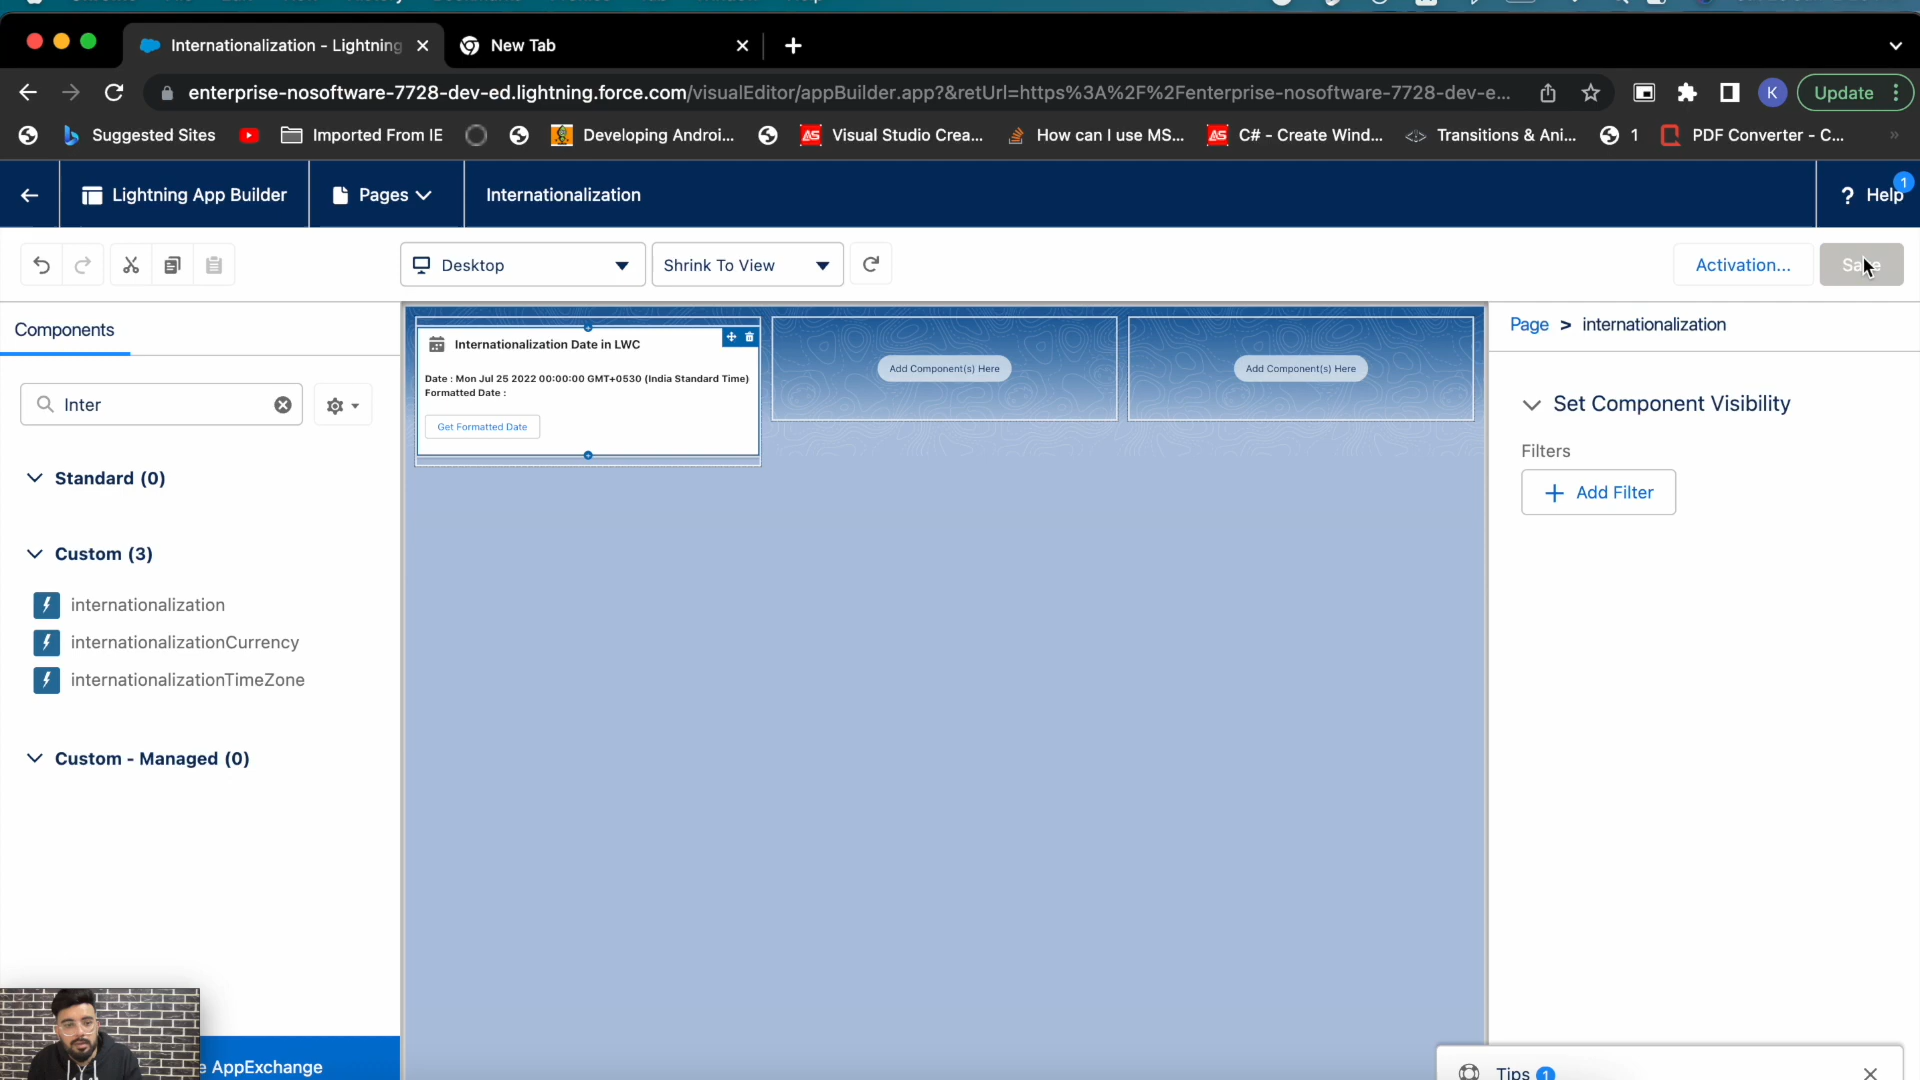 Internationalization - Lightning
New Tab
enterprise-nosoftware-7728-dev-ed.lightning.force.com/visualEditor/appBuilder.app?&retUrl=https%3A%2F%2Fenterprise-nosoftware-7728-dev-e...
K
Update
Suggested Sites
Imported From IE
Developing Androi...
Visual Studio Crea...
How can I use MS...
C# - Create Wind...
Transitions & Ani...
1
PDF Converter - C...
»
Lightning App Builder
Pages
Internationalization
? Help
1
Desktop
Shrink To View
Activation...
Save
Components
Inter
Standard (0)
Custom (3)
internationalization
internationalizationCurrency
internationalizationTimeZone
Custom - Managed (0)
e AppExchange
Internationalization Date in LWC
Date : Mon Jul 25 2022 00:00:00 GMT+0530 (India Standard Time)
Formatted Date :
Get Formatted Date
Add Component(s) Here
Add Component(s) Here
Page > internationalization
Set Component Visibility
Filters
Add Filter
Tips 1